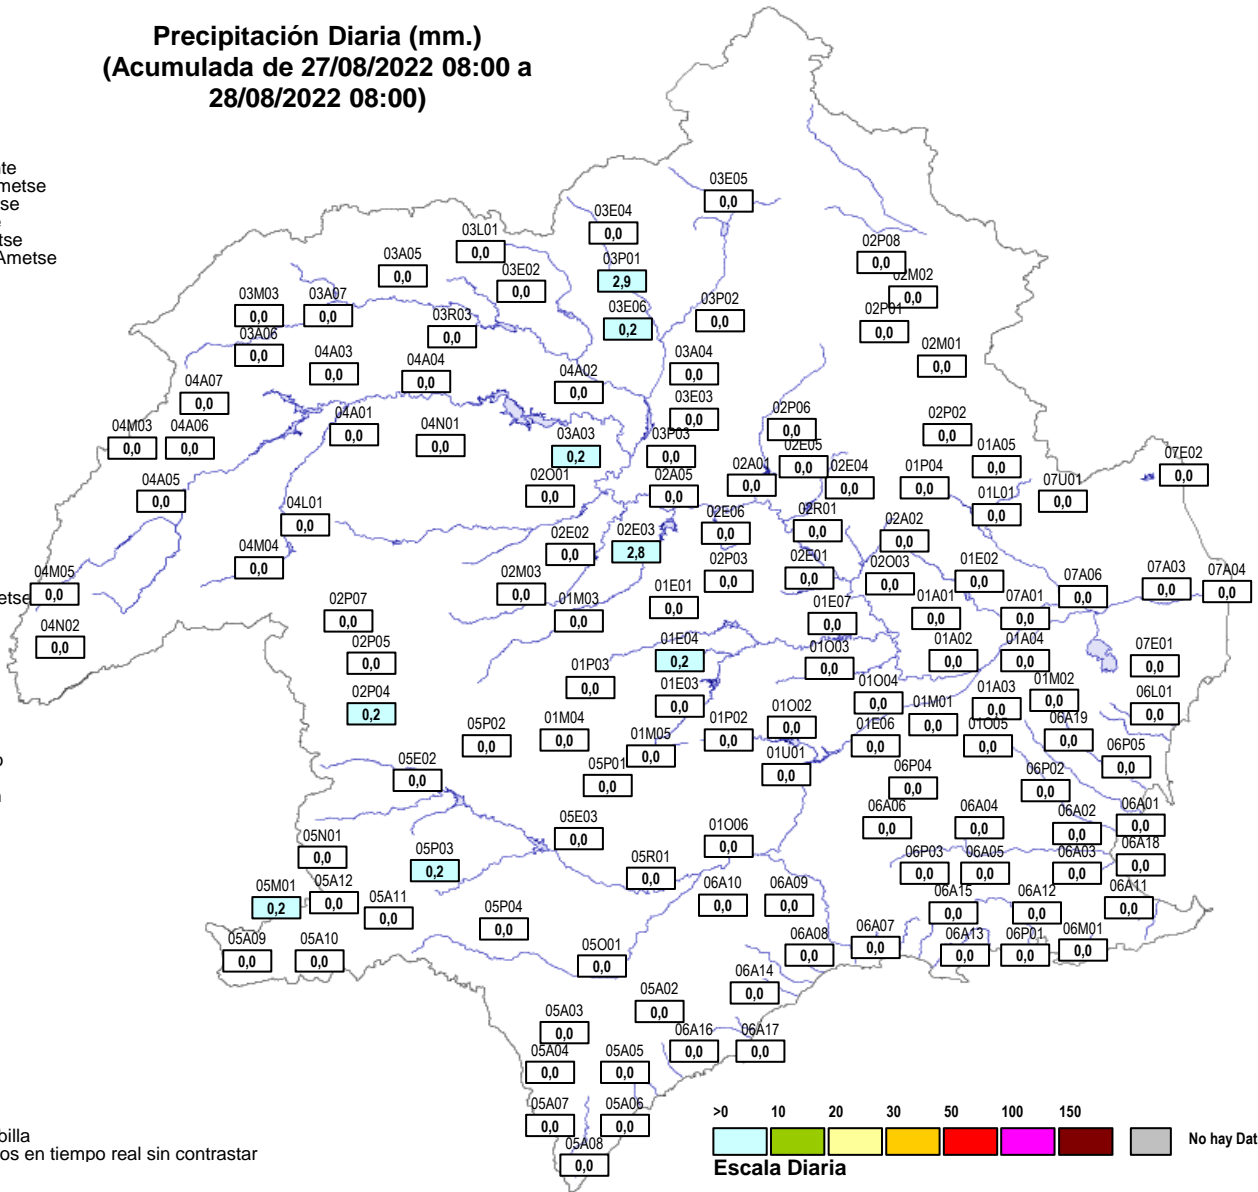 Precipitación Diaria (mm.)
(Acumulada de 27/08/2022 08:00 a
28/08/2022 08:00)
te
metse
se
e
tse
Ametse
etse
o
n
billa
os en tiempo real sin contrastar
03E05
0,0
03E04
0,0
03L01
0,0
03P01
2,9
02P08
0,0
03A05
0,0
03E02
0,0
02M02
0,0
03M03
0,0
03A07
0,0
03E06
0,2
03P02
0,0
02P01
0,0
03R03
0,0
03A06
0,0
02M01
0,0
04A03
0,0
04A04
0,0
03A04
0,0
04A02
0,0
04A07
0,0
03E03
0,0
02P06
0,0
02P02
0,0
04M03
0,0
04A06
0,0
04A01
0,0
04N01
0,0
03A03
0,2
03P03
0,0
02E05
0,0
01A05
0,0
07E02
0,0
04A05
0,0
02O01
0,0
02A05
0,0
02A01
0,0
02E04
0,0
01P04
0,0
07U01
0,0
01L01
0,0
04L01
0,0
02E06
0,0
02R01
0,0
02A02
0,0
02E02
0,0
02E03
2,8
04M04
0,0
04M05
0,0
02M03
0,0
02P03
0,0
02E01
0,0
02O03
0,0
01E02
0,0
07A06
0,0
07A03
0,0
07A04
0,0
02P07
0,0
01M03
0,0
01E01
0,0
01E07
0,0
01A01
0,0
07A01
0,0
04N02
0,0
02P05
0,0
01E04
0,2
01O03
0,0
01A02
0,0
01A04
0,0
07E01
0,0
01P03
0,0
01E03
0,0
02P04
0,2
01O04
0,0
01M01
0,0
01A03
0,0
01M02
0,0
06L01
0,0
05P02
0,0
01M04
0,0
01M05
0,0
01P02
0,0
01O02
0,0
01E06
0,0
01O05
0,0
06A19
0,0
05E02
0,0
05P01
0,0
01U01
0,0
06P04
0,0
06P02
0,0
06P05
0,0
05E03
0,0
01O06
0,0
06A06
0,0
06A04
0,0
06A02
0,0
06A01
0,0
05N01
0,0
05P03
0,2
05R01
0,0
06P03
0,0
06A05
0,0
06A03
0,0
06A18
0,0
05M01
0,2
05A12
0,0
05A11
0,0
06A10
0,0
06A09
0,0
06A15
0,0
06A12
0,0
06A11
0,0
05P04
0,0
05A09
0,0
05A10
0,0
05O01
0,0
06A08
0,0
06A07
0,0
06A13
0,0
06P01
0,0
06M01
0,0
06A14
0,0
05A02
0,0
05A03
0,0
06A16
0,0
06A17
0,0
05A04
0,0
05A05
0,0
05A07
0,0
05A06
0,0
05A08
0,0
>0 10 20 30 50 100 150
No hay Dat
Escala Diaria